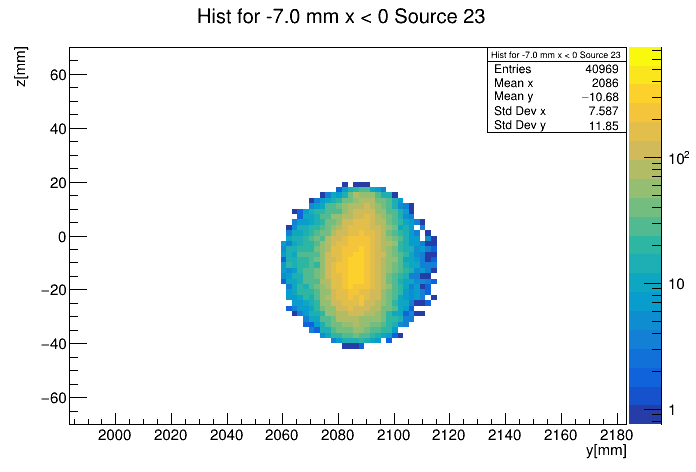 Hist for -7.0 mm x < 0 Source 23
z[mm]
Hist for -7.0 mm x < 0 Source 23
Entries 40969
Mean x 2086
Mean y −10.68
Std Dev x 7.587
Std Dev y 11.85
60
40
20
0
−20
−40
−60
10²
10
1
2000 2020 2040 2060 2080 2100 2120 2140 2160 2180
y[mm]